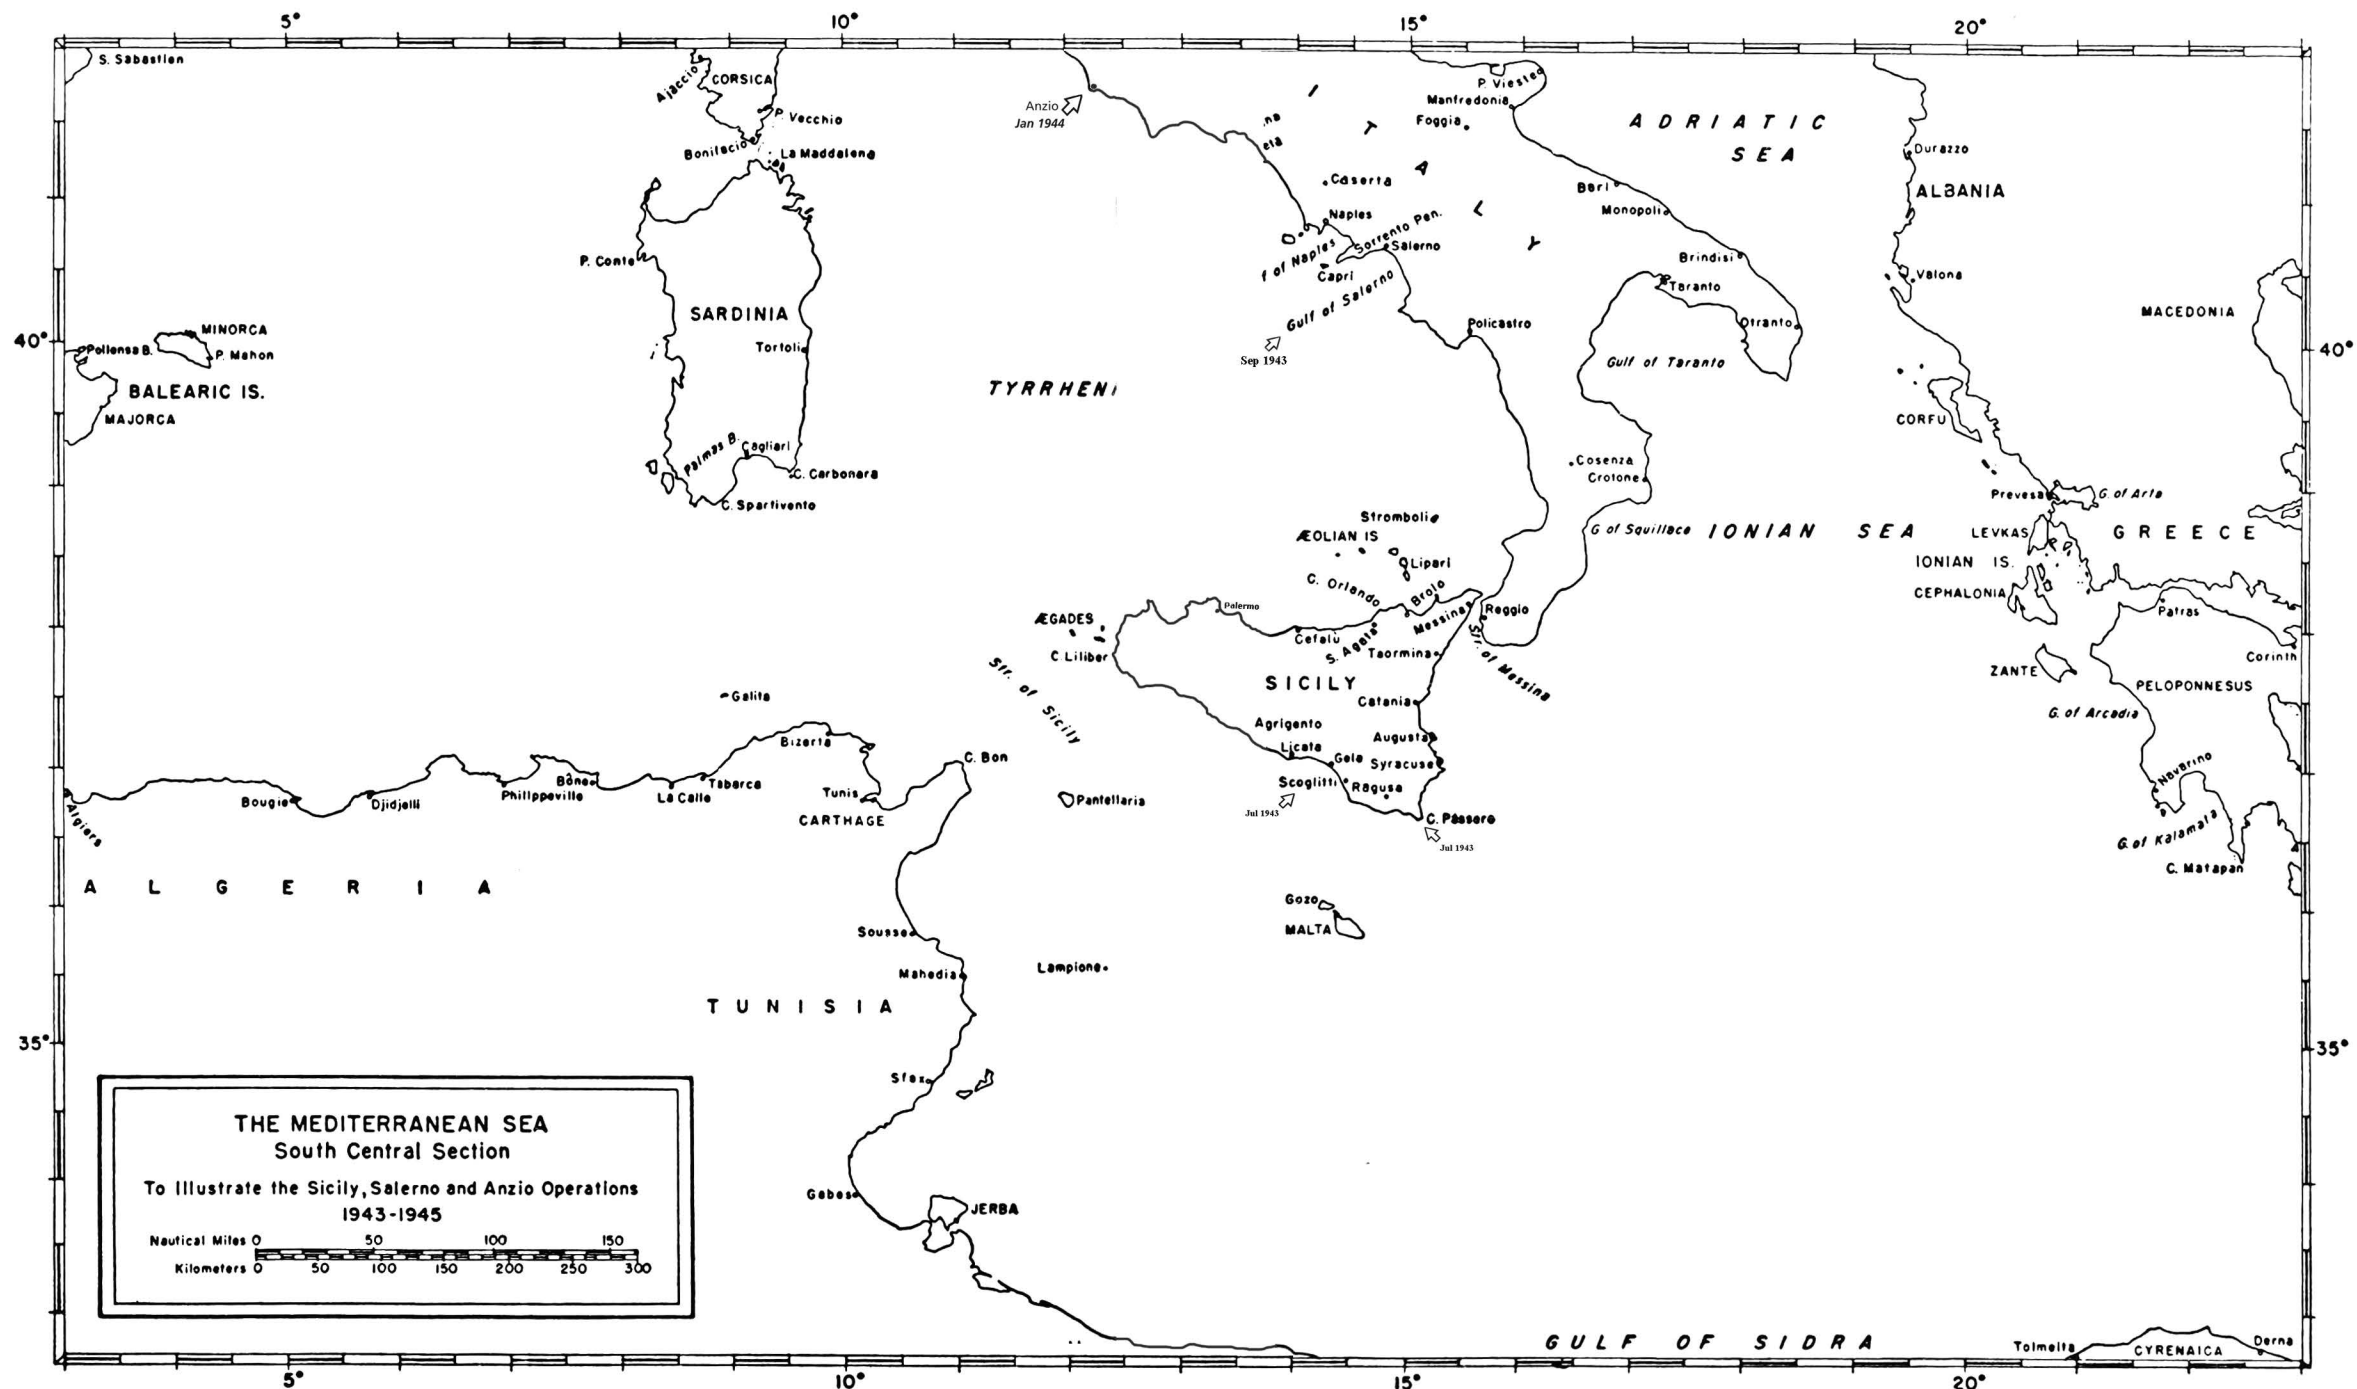 5° 10° 15° 20°
S. Sabastien
Ajaccio
CORSICA
P. Vecchio
Bonifacio
La Maddalena
Anzio
Jan 1944
I T A L Y
P. Vieste
Manfredonia
Foggia
ADRIATIC
SEA
Durazzo
ALBANIA
Caserta
Bari
Monopoli
Naples
Sorrento Pen.
Salerno
f of Naples
Capri
Gulf of Salerno
Sep 1943
Brindisi
Taranto
Otranto
Valona
MACEDONIA
P. Conte
SARDINIA
Tortoli
40°
40°
MINORCA
Pollensa B.
P. Mahon
BALEARIC IS.
MAJORCA
TYRRHENI
Policastro
Gulf of Taranto
CORFU
Palmas B.
Cagliari
C. Carbonara
C. Spartivento
Cosenza
Crotone
Prevesa
G. of Arta
Stromboli
ÆOLIAN IS
Lipari
G of Squillace
IONIAN SEA
LEVKAS
GREECE
IONIAN IS.
CEPHALONIA
C. Orlando
Brolo
Messina
Reggio
Palermo
Cefalù
S. Agata
Taormina
Str. of Messina
ÆGADES
C. Liliber
Str. of Sicily
SICILY
Patras
Corinth
ZANTE
PELOPONNESUS
G. of Arcadia
Galita
Catania
Agrigento
Licata
Gela
Augusta
Syracuse
Scoglitti
Ragusa
Jul 1943
C. Passero
Jul 1943
Navarino
G. of Kalamata
C. Matapan
Bizerta
C. Bon
Algiers
Bougie
Djidjelli
Philippeville
Bône
La Calle
Tabarca
Tunis
CARTHAGE
Pantellaria
ALGERIA
Gozo
MALTA
Sousse
Mahedia
Lampione
TUNISIA
35°
35°
Sfax
Gabes
JERBA
THE MEDITERRANEAN SEA
South Central Section
To Illustrate the Sicily, Salerno and Anzio Operations
1943-1945
Nautical Miles 0 50 100 150
Kilometers 0 50 100 150 200 250 300
GULF OF SIDRA
Tolmeita
CYRENAICA
Derna
5° 10° 15° 20°